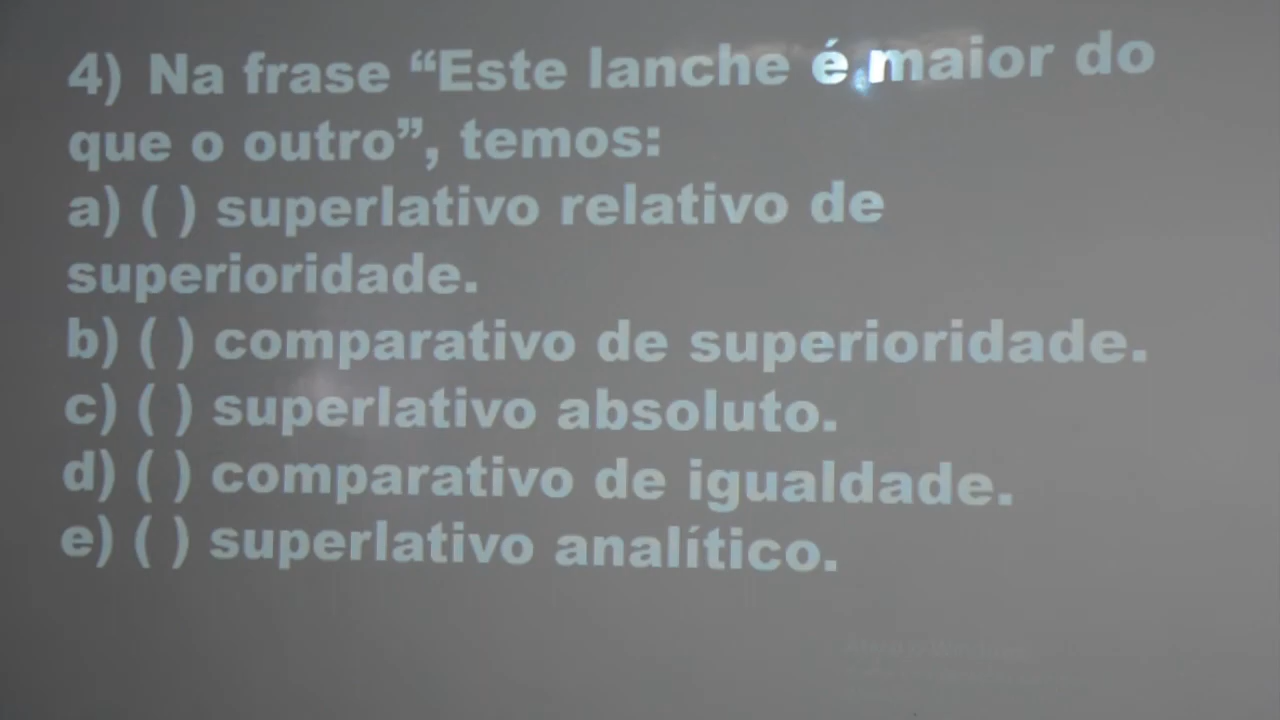 4) Na frase “Este lanche é maior do
que o outro”, temos:
a) ( ) superlativo relativo de
superioridade.
b) ( ) comparativo de superioridade.
c) ( ) superlativo absoluto.
d) ( ) comparativo de igualdade.
e) ( ) superlativo analítico.